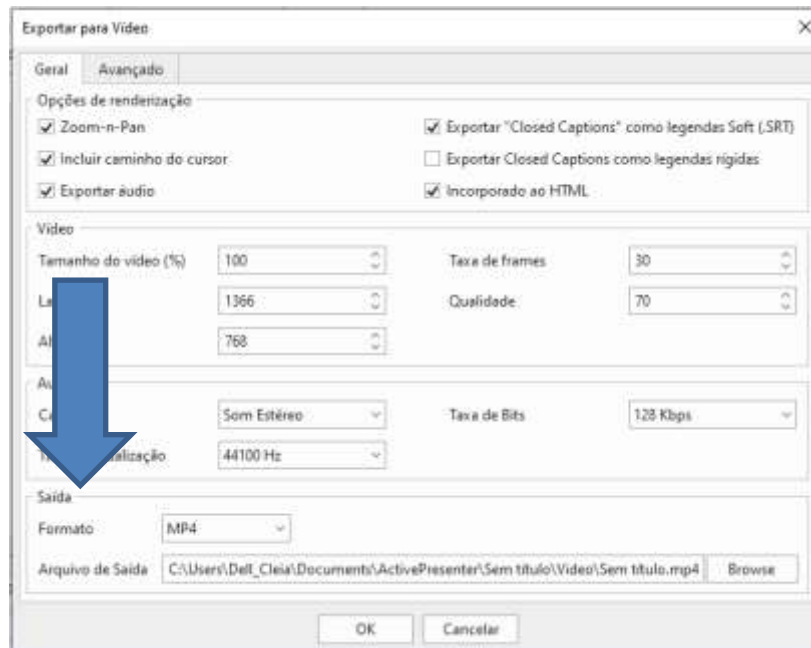 Exportar para Vídeo
Geral Avançado
Opções de renderização
Zoom-n-Pan Exportar "Closed Captions" como legendas Soft (.SRT)
Incluir caminho do cursor Exportar Closed Captions como legendas rígidas
Exportar áudio Incorporado ao HTML
Vídeo
Tamanho do vídeo (%) 100 Taxa de frames 30
1366 Qualidade 70
768
Som Estéreo Taxa de Bits 128 Kbps
44100 Hz
Saída
Formato MP4
Arquivo de Saída C:\Users\Dell_Cleia\Documents\ActivePresenter\Sem título\Video\Sem título.mp4 Browse
OK Cancelar